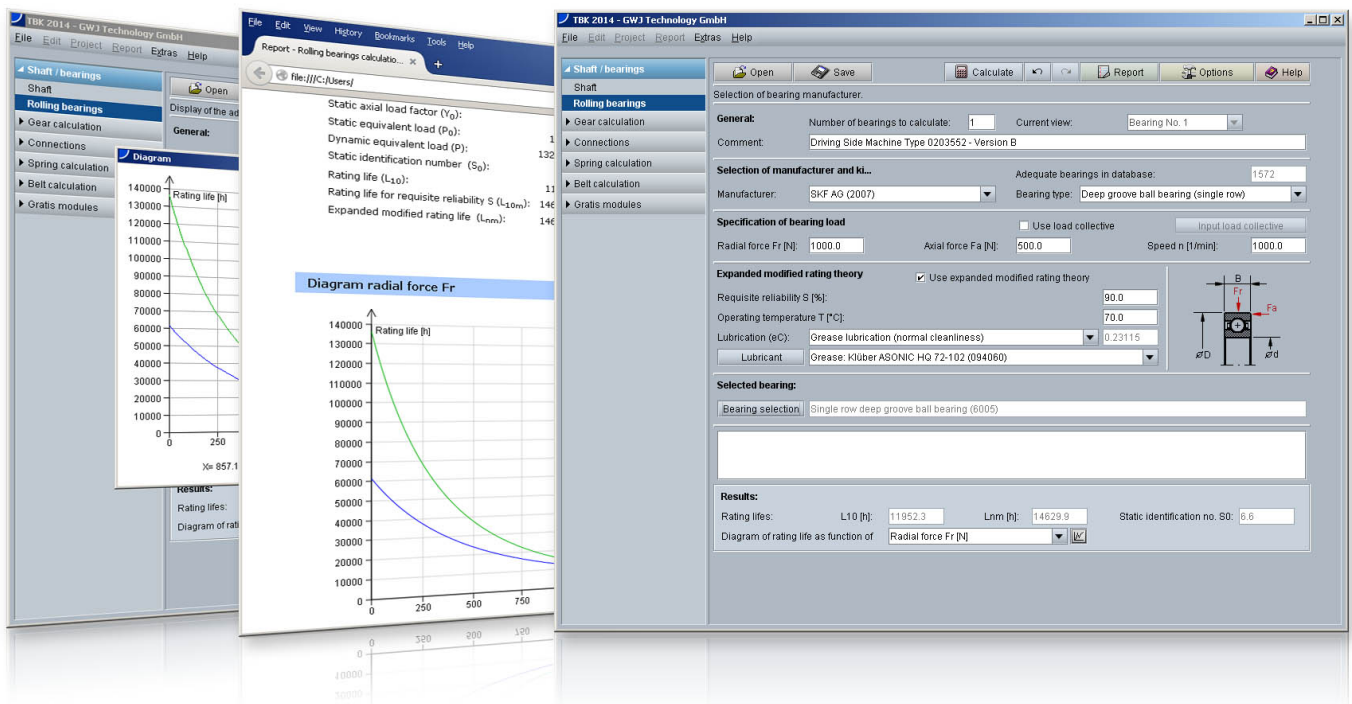 TBK 2014 - GWJ Technology GmbH
File Edit Project Report Extras Help
Shaft / bearings
Shaft
Rolling bearings
Gear calculation
Connections
Spring calculation
Belt calculation
Gratis modules
Open
Display of the ad
General:
Diagram
Rating life [h]
140000
130000
120000
110000
100000
90000
80000
70000
60000
50000
40000
30000
20000
10000
0
0 250
X= 857.1
Results:
Rating lifes:
Diagram of rati
File Edit View History Bookmarks Tools Help
Report - Rolling bearings calculatio... × +
file:///C:/Users/
Static axial load factor (Y0):
Static equivalent load (P0): 1
Dynamic equivalent load (P): 132
Static identification number (S0):
Rating life (L10): 11
Rating life for requisite reliability S (L10m): 146
Expanded modified rating life (Lnm): 146
Diagram radial force Fr
Rating life [h]
140000
130000
120000
110000
100000
90000
80000
70000
60000
50000
40000
30000
20000
10000
0
0 250 500 750
TBK 2014 - GWJ Technology GmbH
File Edit Project Report Extras Help
Shaft / bearings
Shaft
Rolling bearings
Gear calculation
Connections
Spring calculation
Belt calculation
Gratis modules
Open Save Calculate Report Options Help
Selection of bearing manufacturer.
General: Number of bearings to calculate: 1 Current view: Bearing No. 1
Comment: Driving Side Machine Type 0203552 - Version B
Selection of manufacturer and ki... Adequate bearings in database: 1572
Manufacturer: SKF AG (2007) Bearing type: Deep groove ball bearing (single row)
Specification of bearing load Use load collective Input load collective
Radial force Fr [N]: 1000.0 Axial force Fa [N]: 500.0 Speed n [1/min]: 1000.0
Expanded modified rating theory Use expanded modified rating theory
Requisite reliability S [%]: 90.0
Operating temperature T [°C]: 70.0
Lubrication (eC): Grease lubrication (normal cleanliness) 0.23115
Lubricant Grease: Klüber ASONIC HQ 72-102 (094060)
B
Fr
Fa
øD ød
Selected bearing:
Bearing selection Single row deep groove ball bearing (6005)
Results:
Rating lifes: L10 [h]: 11952.3 Lnm [h]: 14629.9 Static identification no. S0: 6.6
Diagram of rating life as function of Radial force Fr [N]